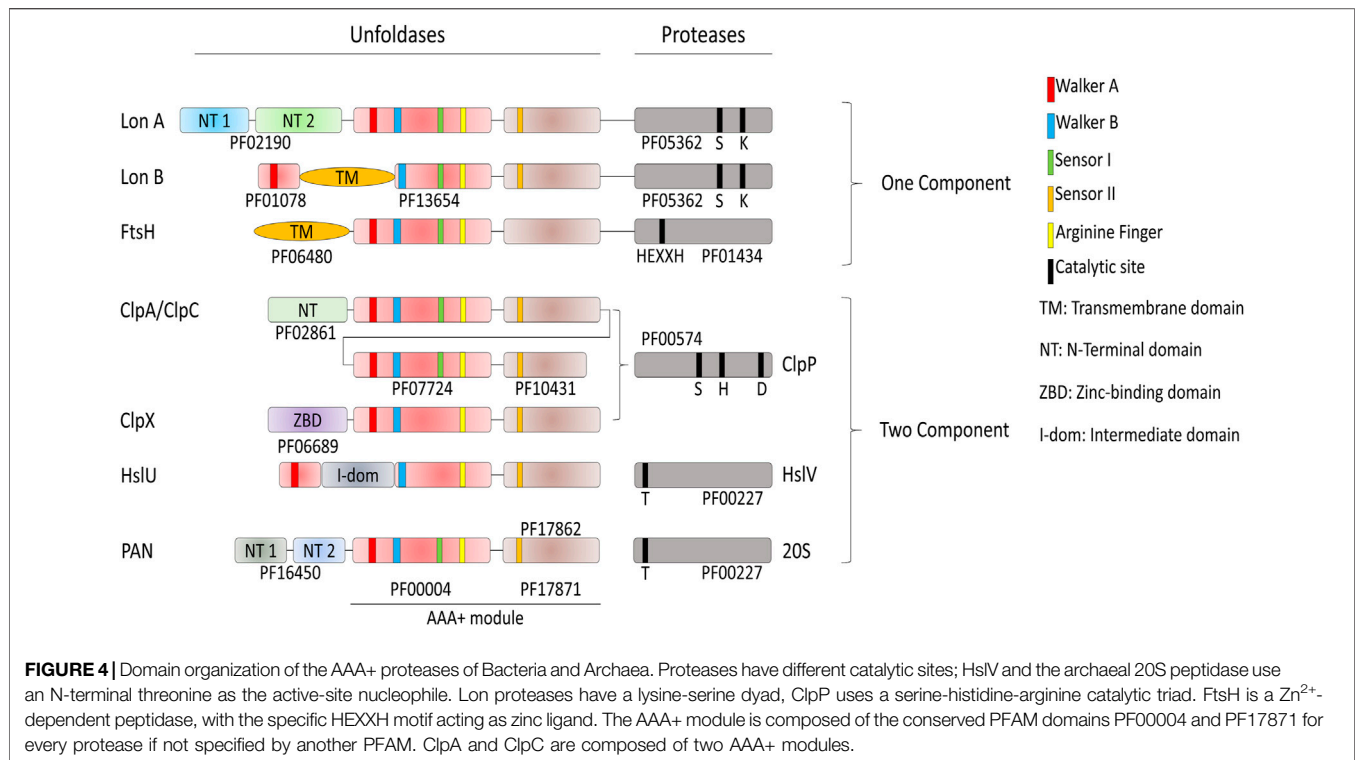 Unfoldases
Proteases
Lon A
NT 1
NT 2
PF02190
PF05362
S
K
Lon B
TM
PF01078
PF13654
PF05362
S
K
FtsH
TM
PF06480
HEXXH
PF01434
One Component
ClpA/ClpC
NT
PF02861
PF07724
PF10431
PF00574
ClpP
S
H
D
ClpX
ZBD
PF06689
HslU
I-dom
HslV
T
PF00227
PAN
NT 1
NT 2
PF16450
PF17862
PF00004
PF17871
AAA+ module
20S
T
PF00227
Two Component
Walker A
Walker B
Sensor I
Sensor II
Arginine Finger
Catalytic site
TM: Transmembrane domain
NT: N-Terminal domain
ZBD: Zinc-binding domain
I-dom: Intermediate domain
FIGURE 4 | Domain organization of the AAA+ proteases of Bacteria and Archaea. Proteases have different catalytic sites; HslV and the archaeal 20S peptidase use
an N-terminal threonine as the active-site nucleophile. Lon proteases have a lysine-serine dyad, ClpP uses a serine-histidine-arginine catalytic triad. FtsH is a Zn²⁺-
dependent peptidase, with the specific HEXXH motif acting as zinc ligand. The AAA+ module is composed of the conserved PFAM domains PF00004 and PF17871 for
every protease if not specified by another PFAM. ClpA and ClpC are composed of two AAA+ modules.